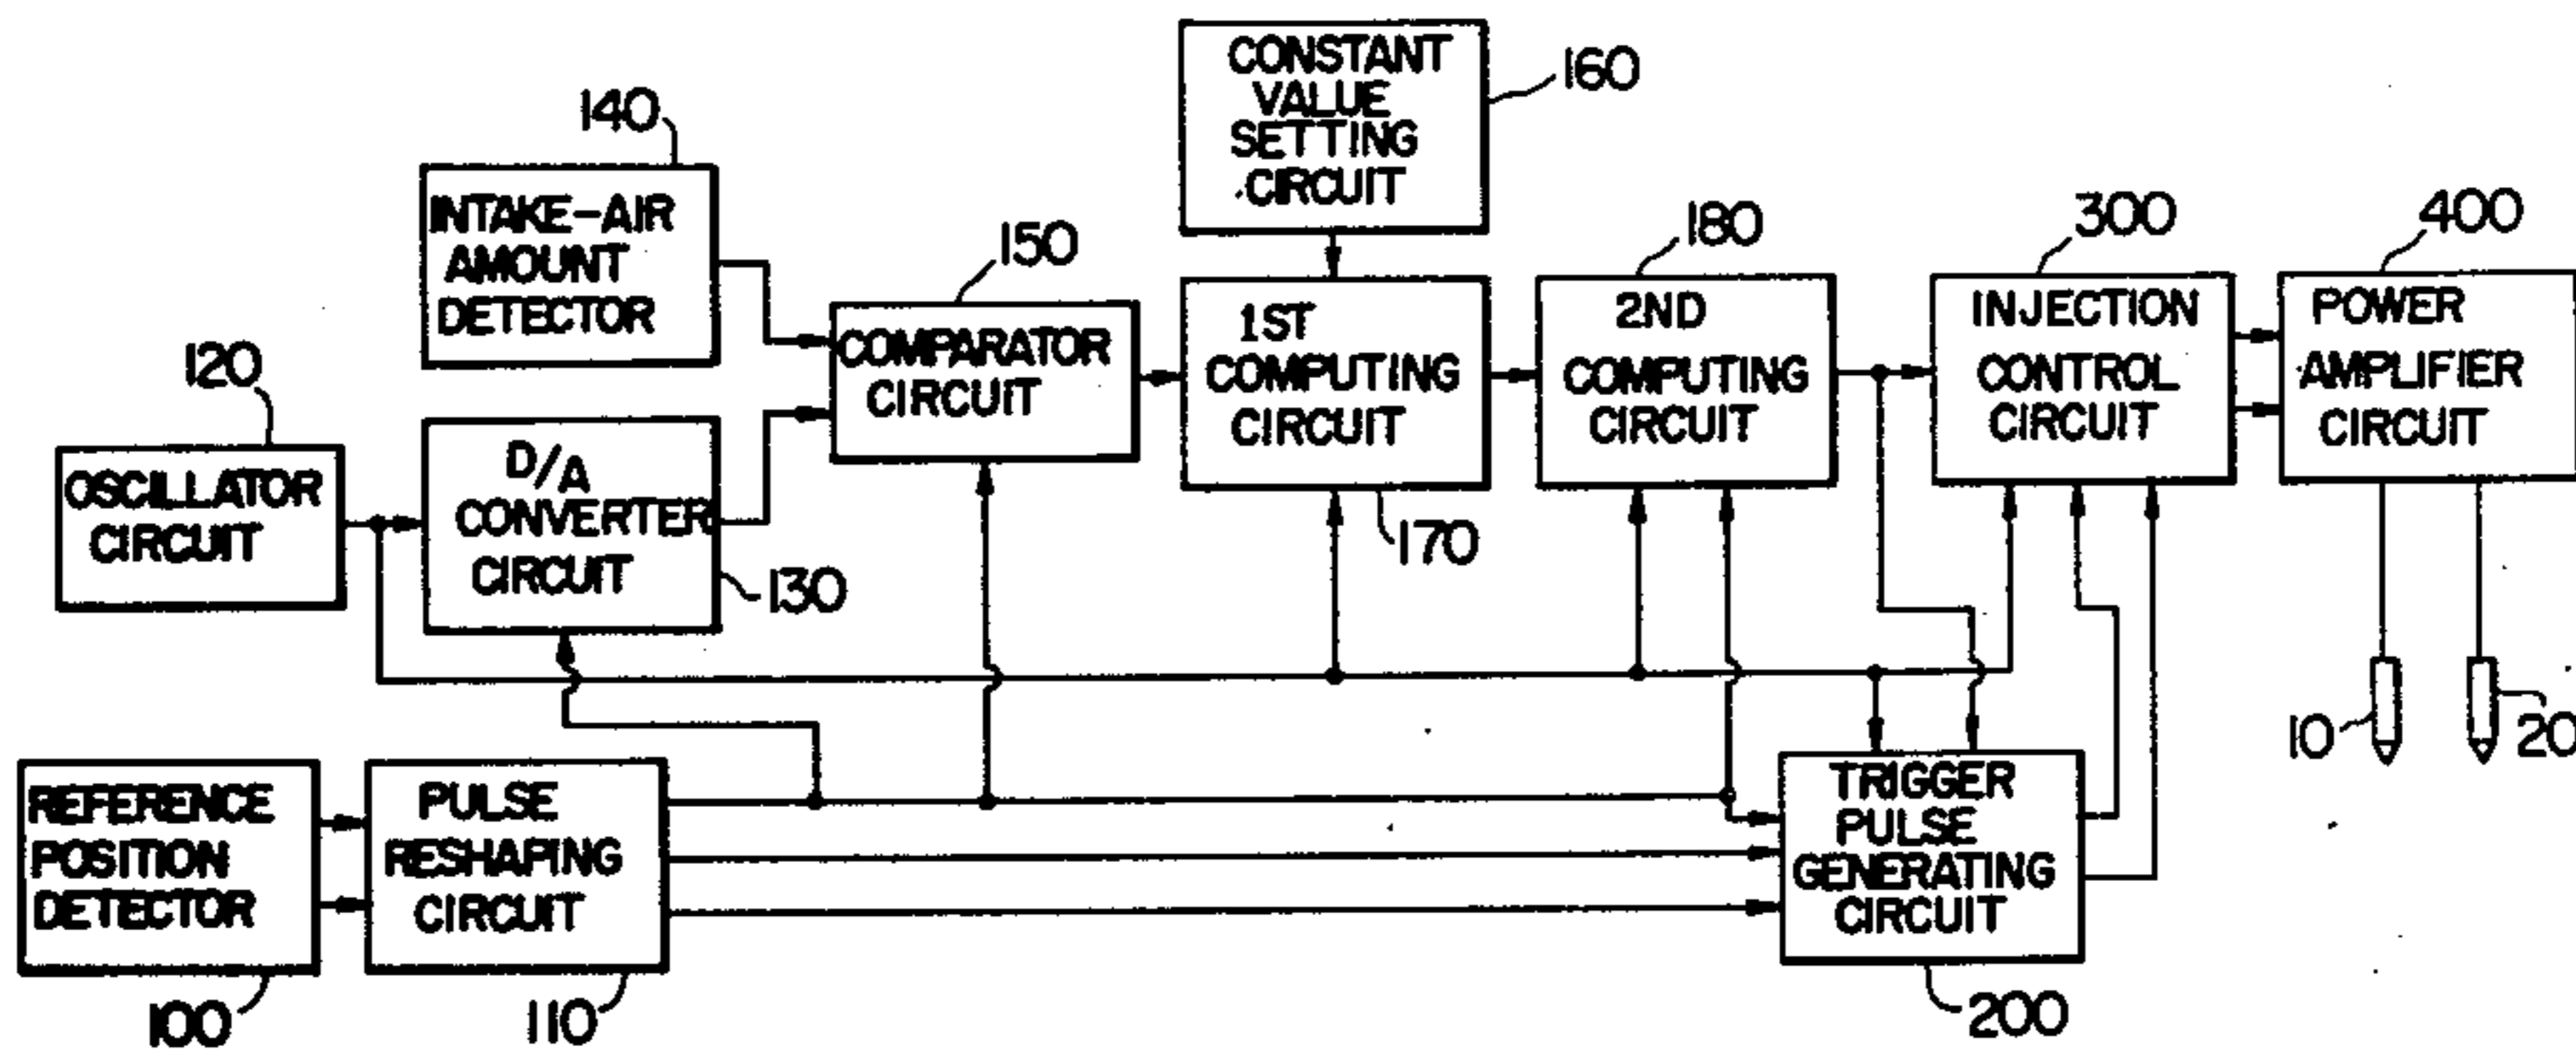 CONSTANT
VALUE
SETTING
CIRCUIT
160
140
INTAKE-AIR
AMOUNT
DETECTOR
150
COMPARATOR
CIRCUIT
180
300
400
1ST
COMPUTING
CIRCUIT
170
2ND
COMPUTING
CIRCUIT
INJECTION
CONTROL
CIRCUIT
POWER
AMPLIFIER
CIRCUIT
120
OSCILLATOR
CIRCUIT
D/A
CONVERTER
CIRCUIT
130
10
20
REFERENCE
POSITION
DETECTOR
100
PULSE
RESHAPING
CIRCUIT
110
TRIGGER
PULSE
GENERATING
CIRCUIT
200